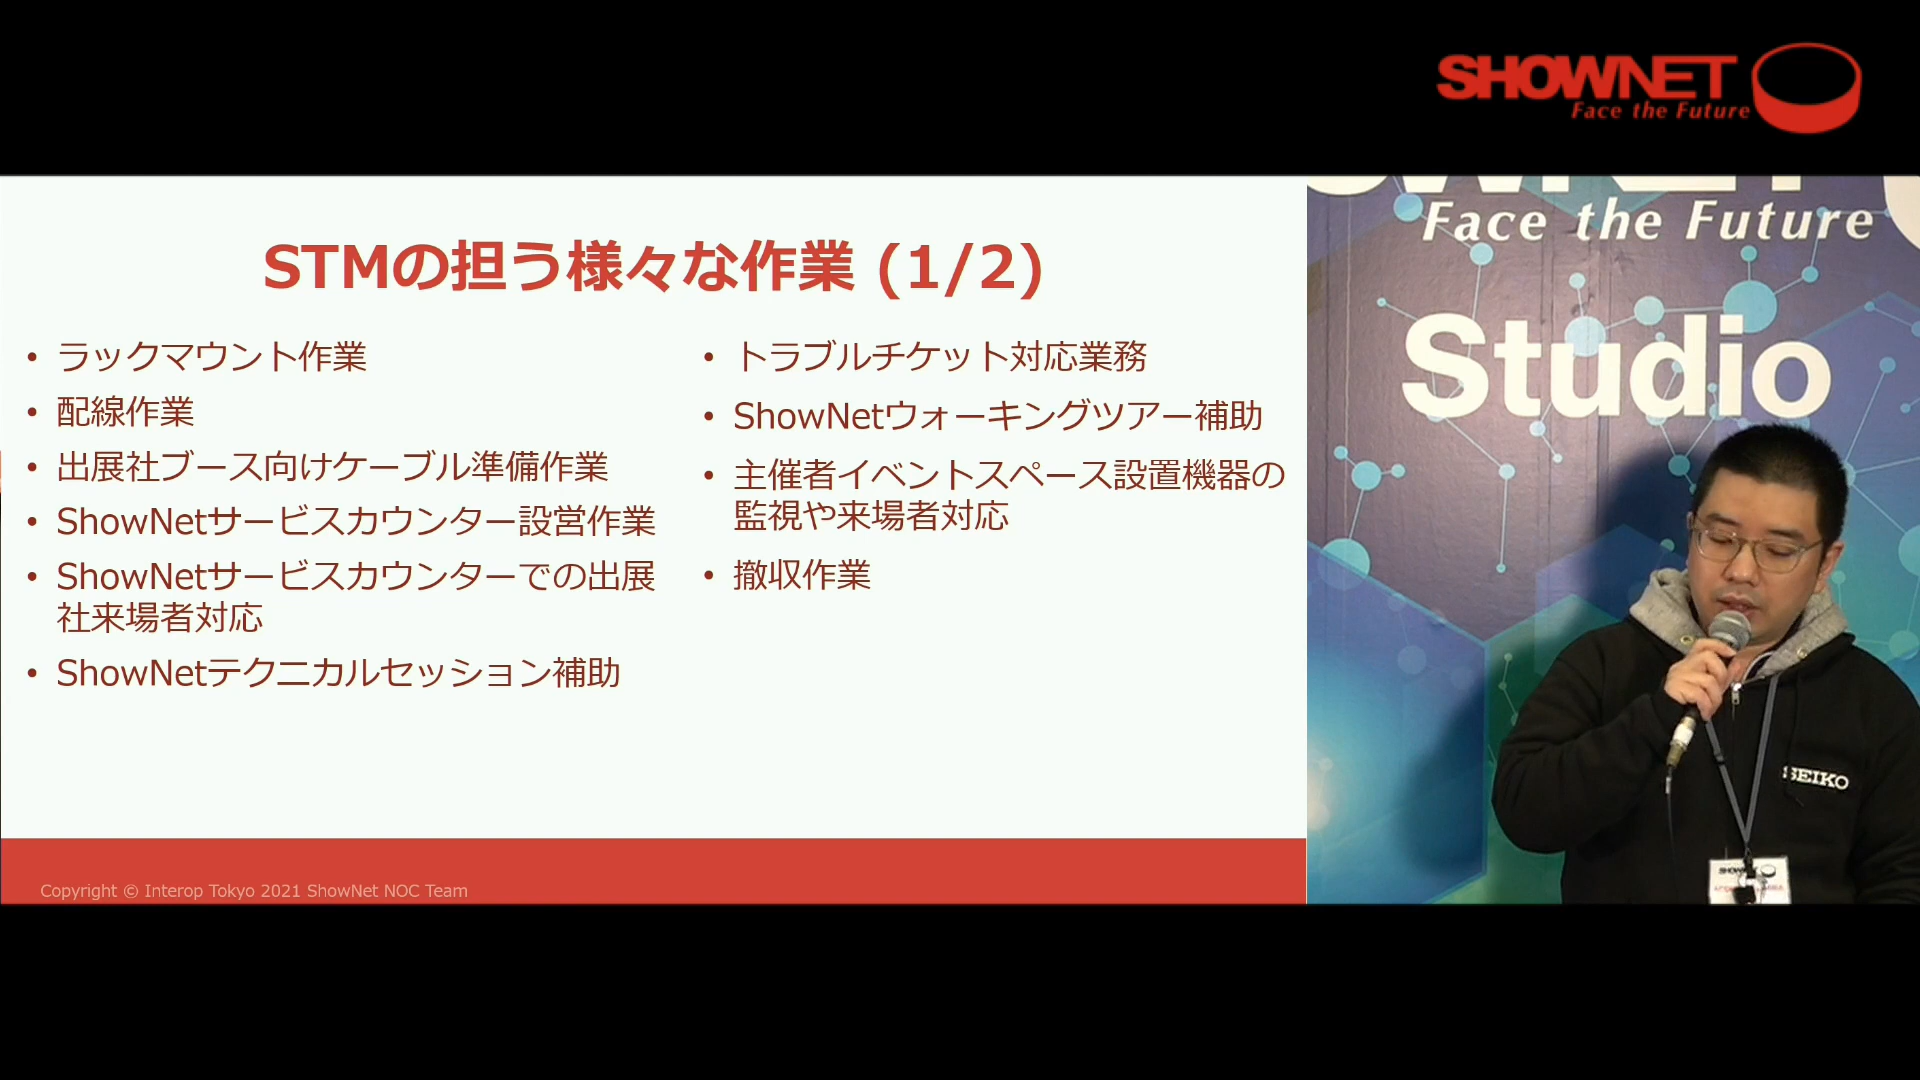 SHOWNET
Face the Future
STMの担う様々な作業 (1/2)
• ラックマウント作業
• 配線作業
• 出展社ブース向けケーブル準備作業
• ShowNetサービスカウンター設営作業
• ShowNetサービスカウンターでの出展
社来場者対応
• ShowNetテクニカルセッション補助
• トラブルチケット対応業務
• ShowNetウォーキングツアー補助
• 主催者イベントスペース設置機器の
監視や来場者対応
• 撤収作業
Copyright © Interop Tokyo 2021 ShowNet NOC Team
Face the Future
Studio
SEIKO